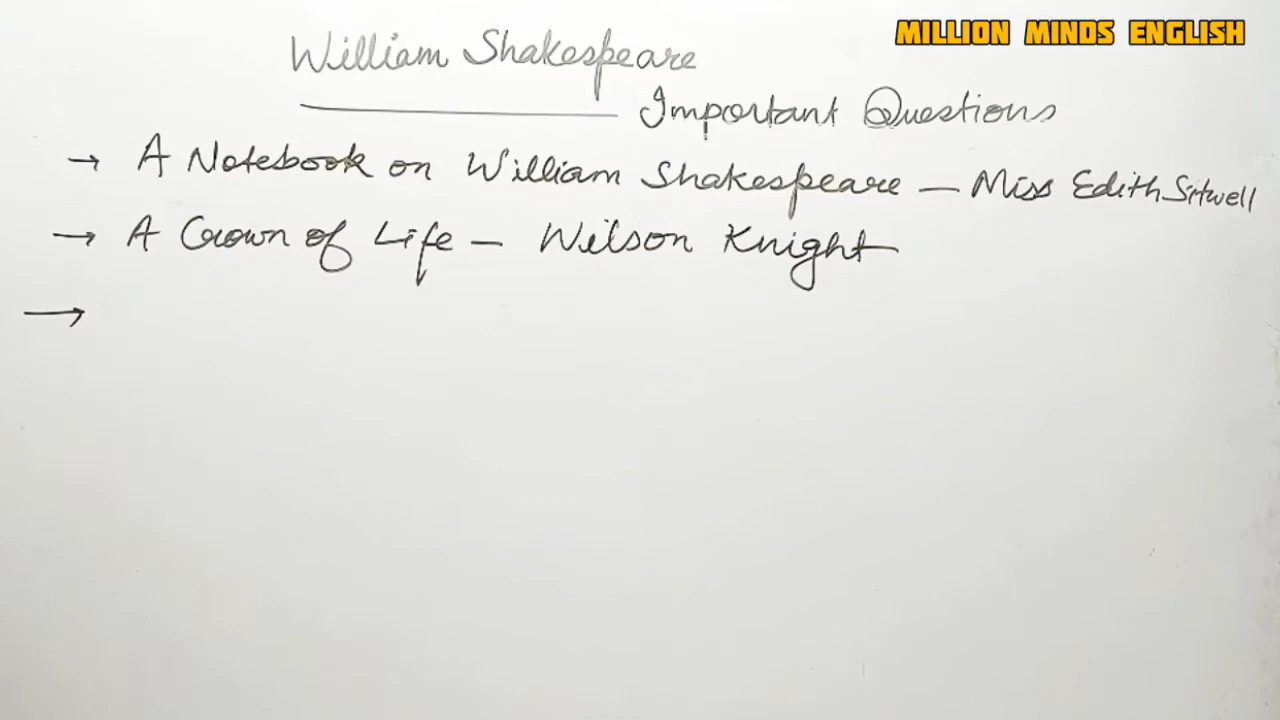 MILLION MINDS ENGLISH
William Shakespeare
Important Questions
→ A Notebook on William Shakespeare — Miss Edith Sitwell
→ A Crown of Life — Wilson Knight
→